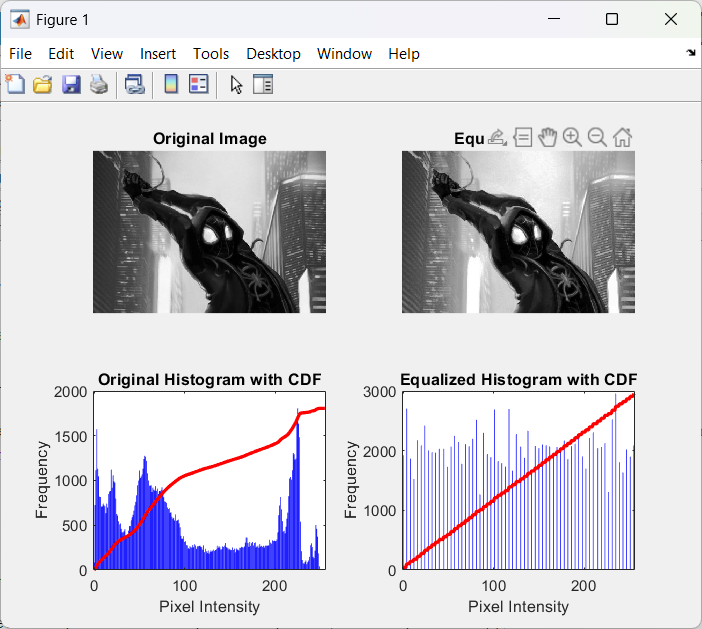 Figure 1
File Edit View Insert Tools Desktop Window Help
Original Image
Equ
Original Histogram with CDF
2000
1500
1000
500
0
Frequency
0 100 200
Pixel Intensity
Equalized Histogram with CDF
3000
2000
1000
0
Frequency
0 100 200
Pixel Intensity